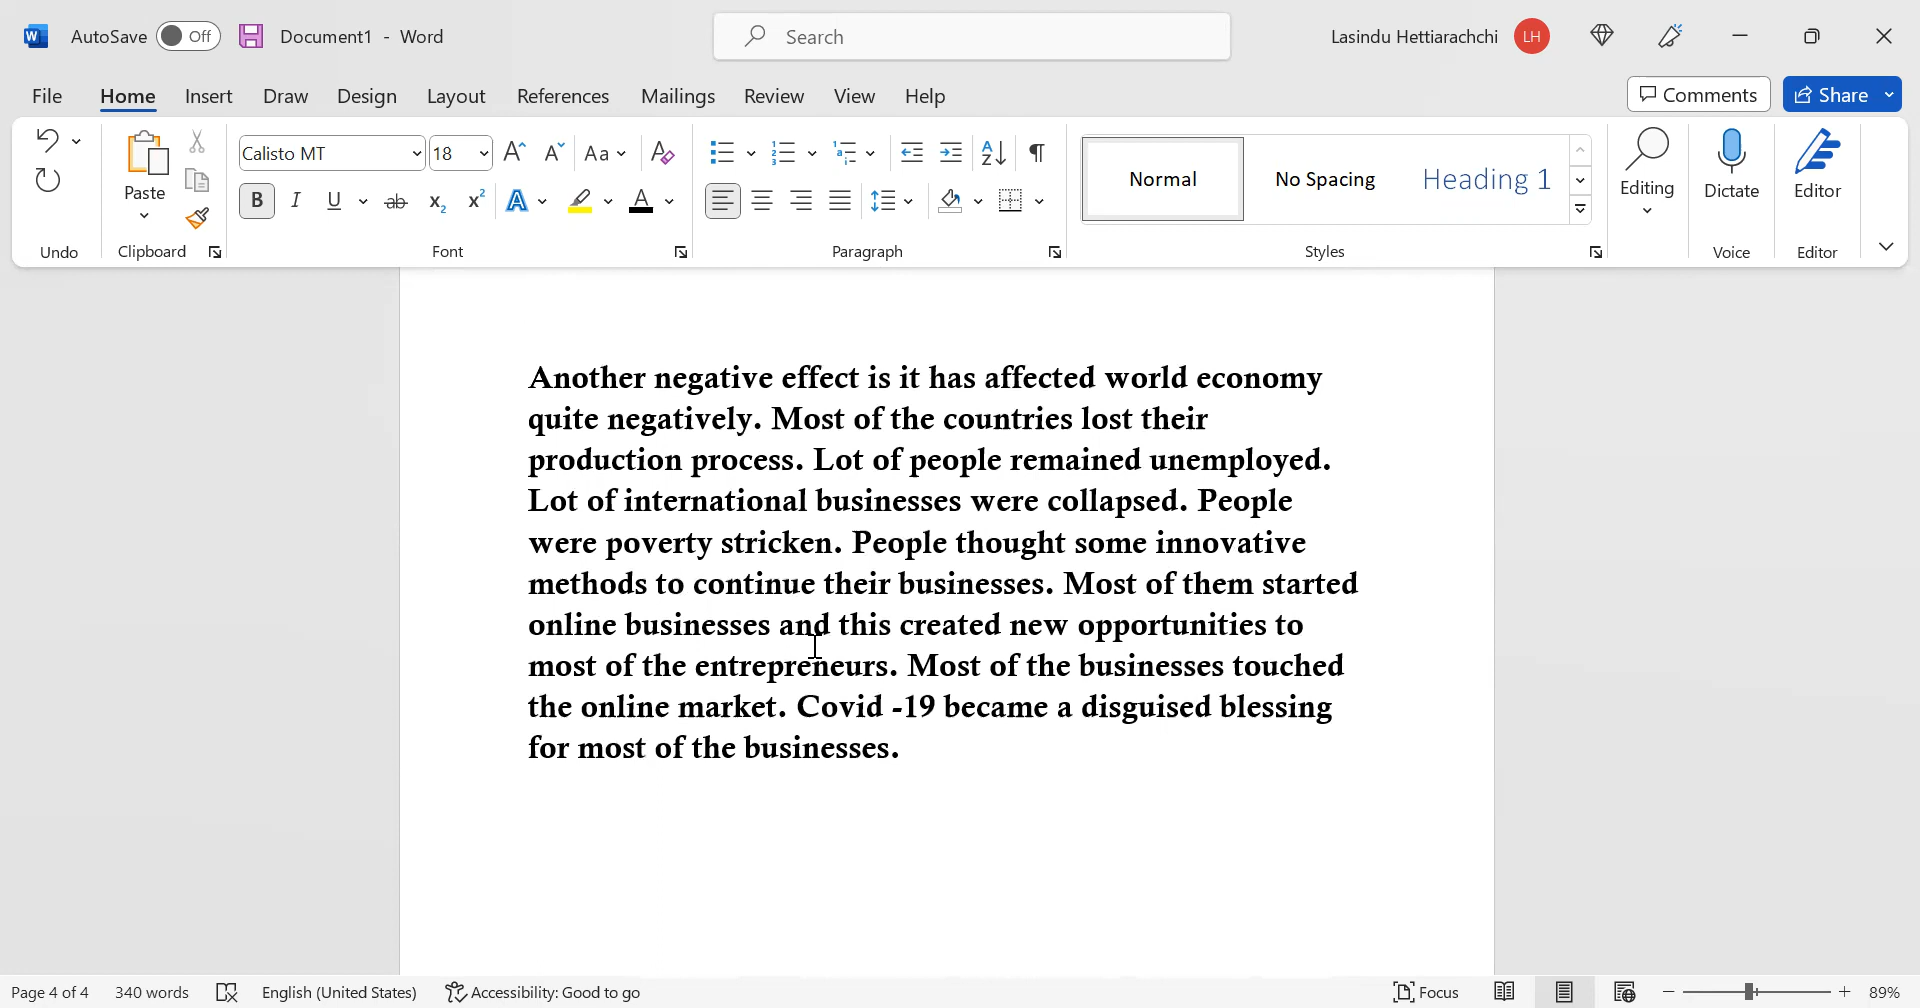 AutoSave Off Document1 - Word Search Lasindu Hettiarachchi LH
File Home Insert Draw Design Layout References Mailings Review View Help Comments Share
Calisto MT 18 Aa Normal No Spacing Heading 1
Paste Editing Dictate Editor
Undo Clipboard Font Paragraph Styles Voice Editor
Another negative effect is it has affected world economy
quite negatively. Most of the countries lost their
production process. Lot of people remained unemployed.
Lot of international businesses were collapsed. People
were poverty stricken. People thought some innovative
methods to continue their businesses. Most of them started
online businesses and this created new opportunities to
most of the entrepreneurs. Most of the businesses touched
the online market. Covid -19 became a disguised blessing
for most of the businesses.
Page 4 of 4 340 words English (United States) Accessibility: Good to go Focus 89%